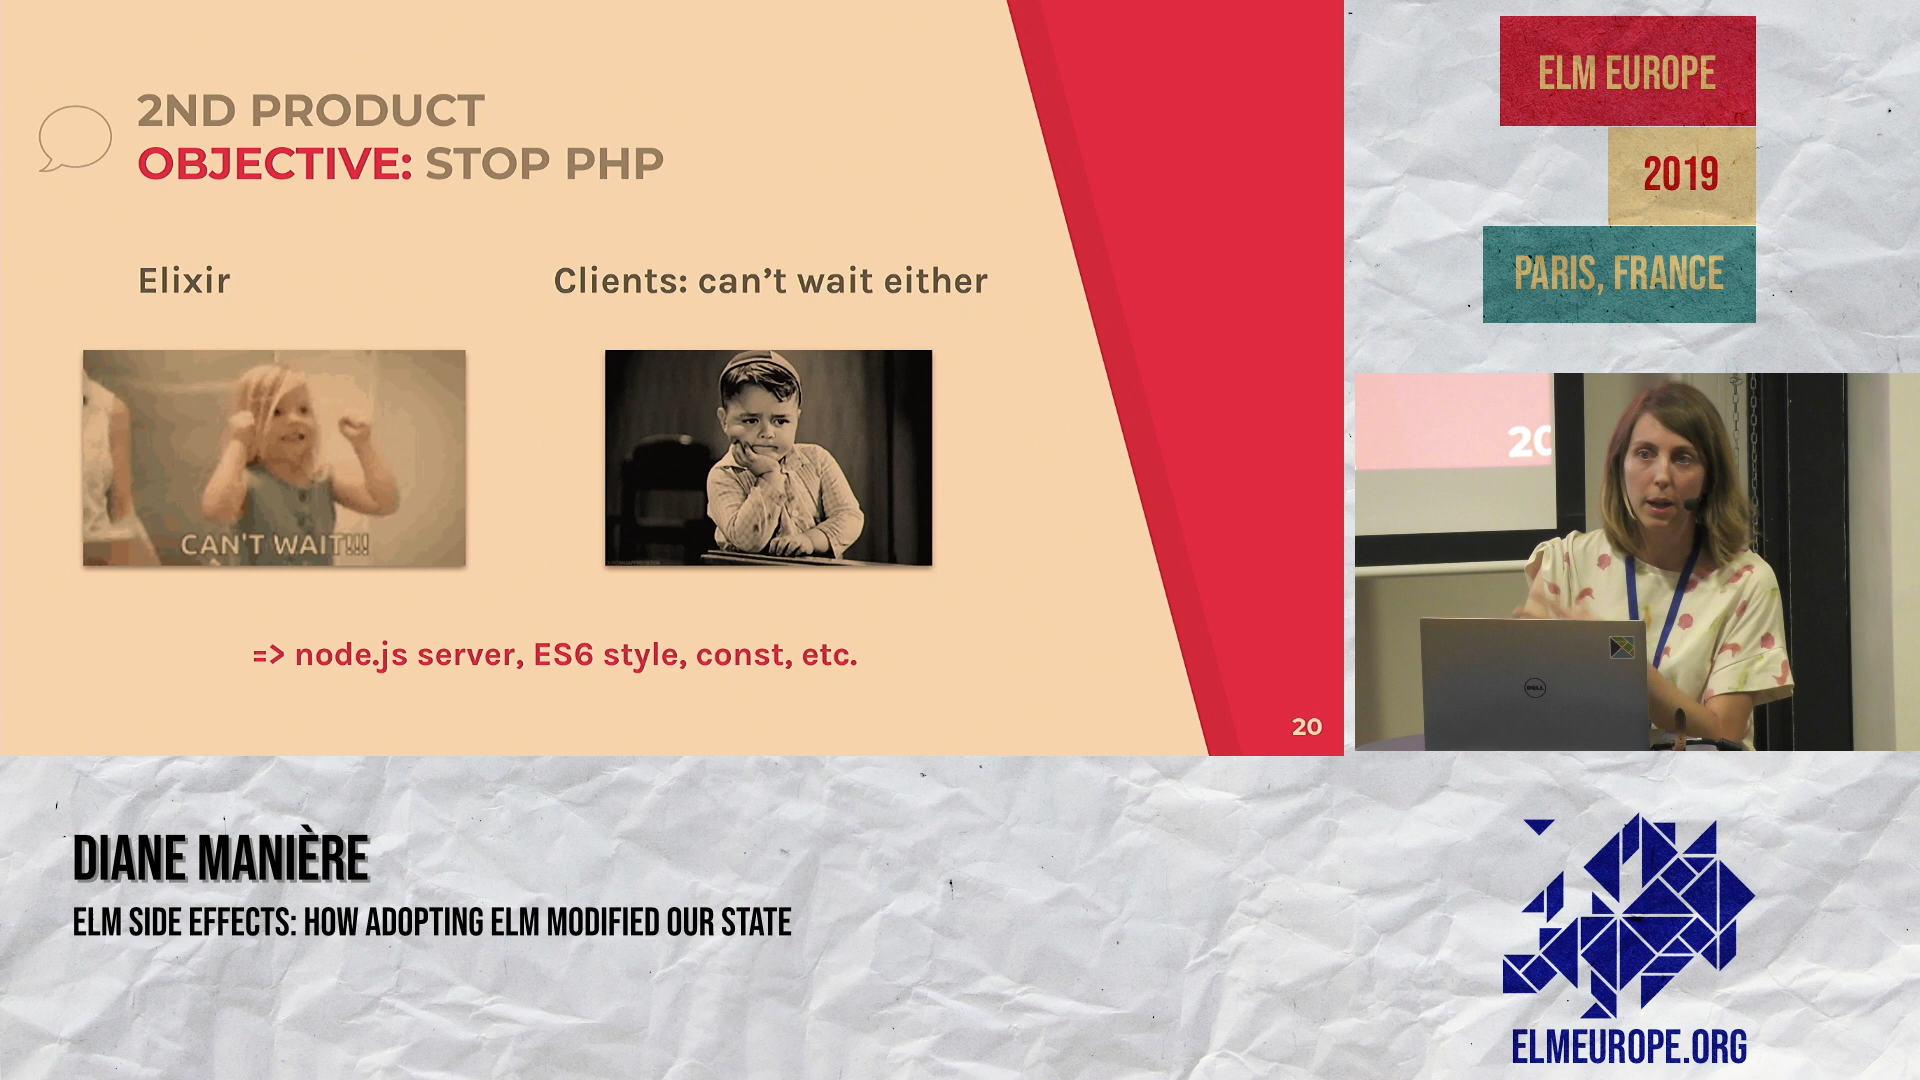 2ND PRODUCT
OBJECTIVE: STOP PHP
Elixir
Clients: can't wait either
CAN'T WAIT!!!
=> node.js server, ES6 style, const, etc.
20
ELM EUROPE
2019
PARIS, FRANCE
20
DELL
DIANE MANIÈRE
ELM SIDE EFFECTS: HOW ADOPTING ELM MODIFIED OUR STATE
ELMEUROPE.ORG